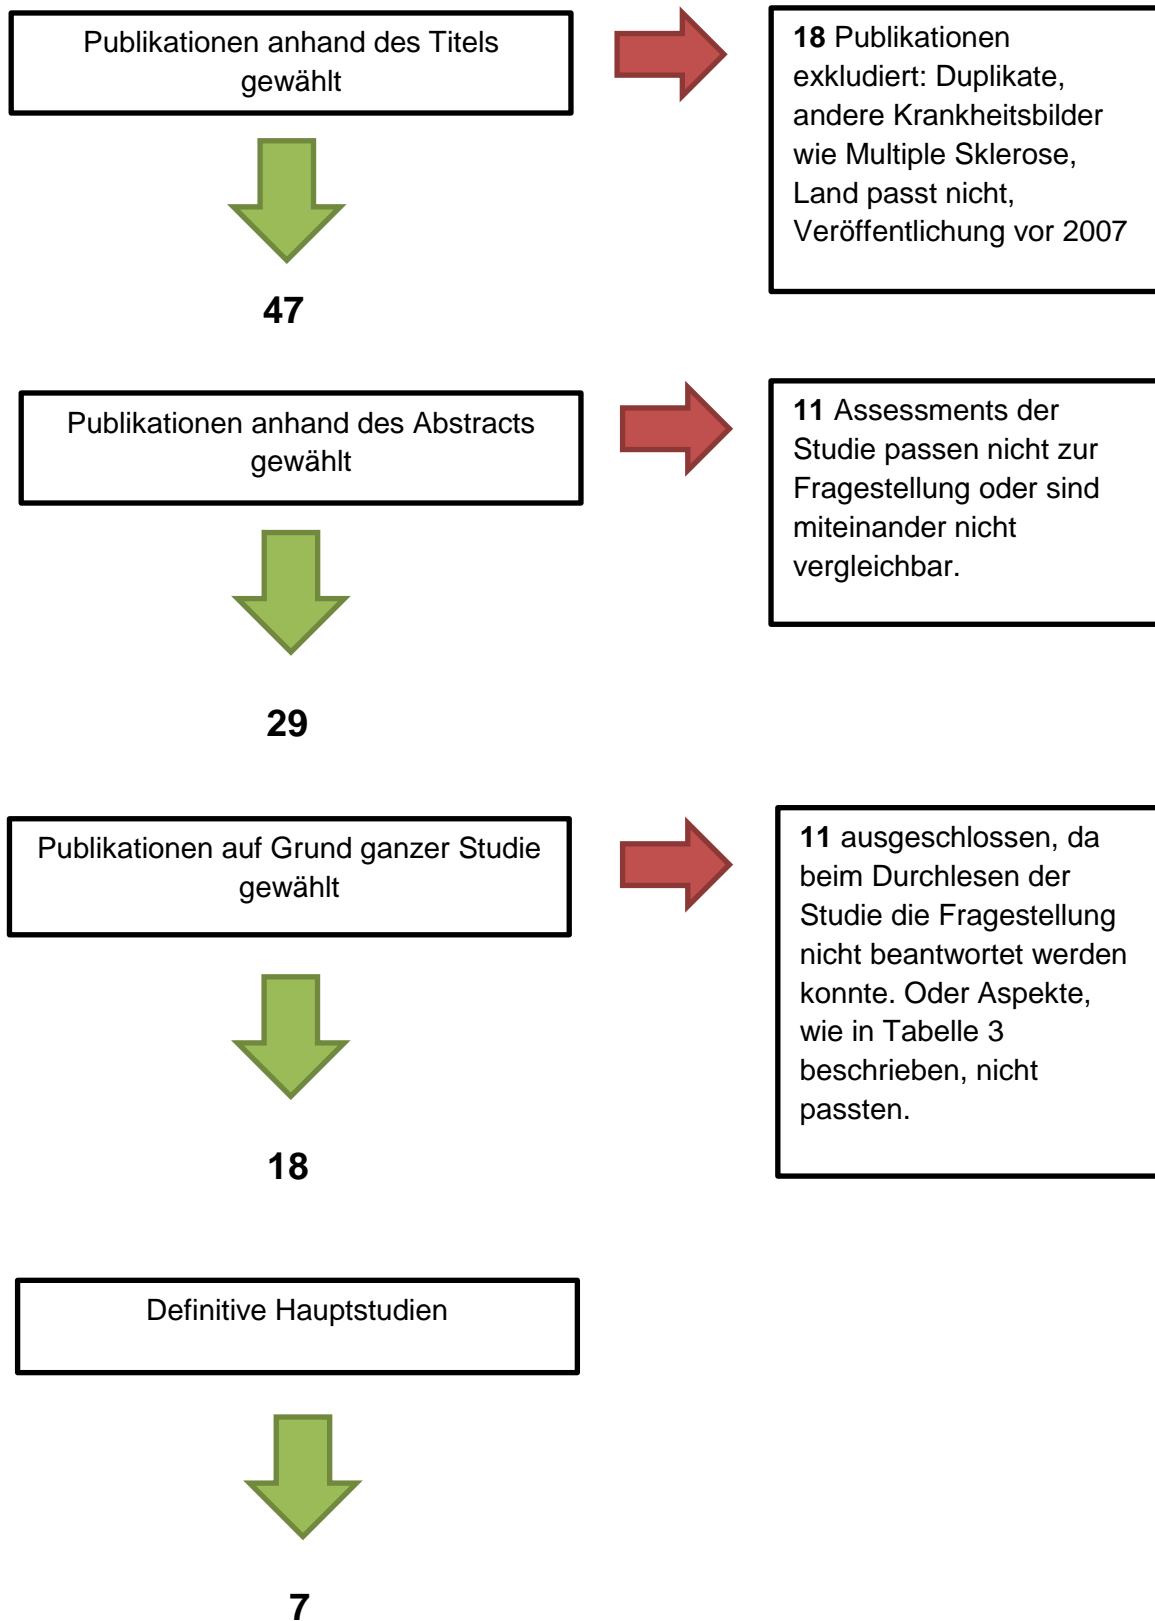 Publikationen anhand des Titels
gewählt
18 Publikationen
exkludiert: Duplikate,
andere Krankheitsbilder
wie Multiple Sklerose,
Land passt nicht,
Veröffentlichung vor 2007
47
Publikationen anhand des Abstracts
gewählt
11 Assessments der
Studie passen nicht zur
Fragestellung oder sind
miteinander nicht
vergleichbar.
29
Publikationen auf Grund ganzer Studie
gewählt
11 ausgeschlossen, da
beim Durchlesen der
Studie die Fragestellung
nicht beantwortet werden
konnte. Oder Aspekte,
wie in Tabelle 3
beschrieben, nicht
passten.
18
Definitive Hauptstudien
7